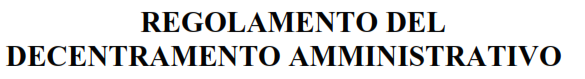 REGOLAMENTO DEL
DECENTRAMENTO AMMINISTRATIVO